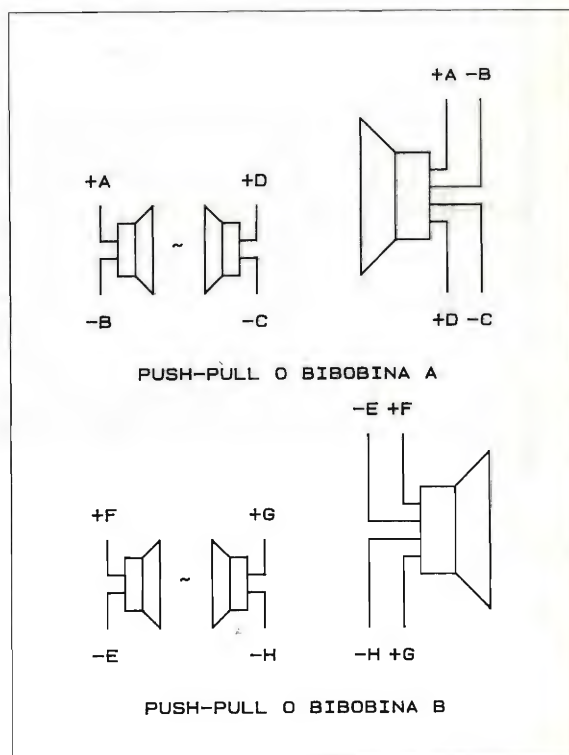 +A -B
+A +D
-B -C
+D -C
PUSH-PULL O BIBOBINA A
-E +F
+F +G
-E -H
-H +G
PUSH-PULL O BIBOBINA B